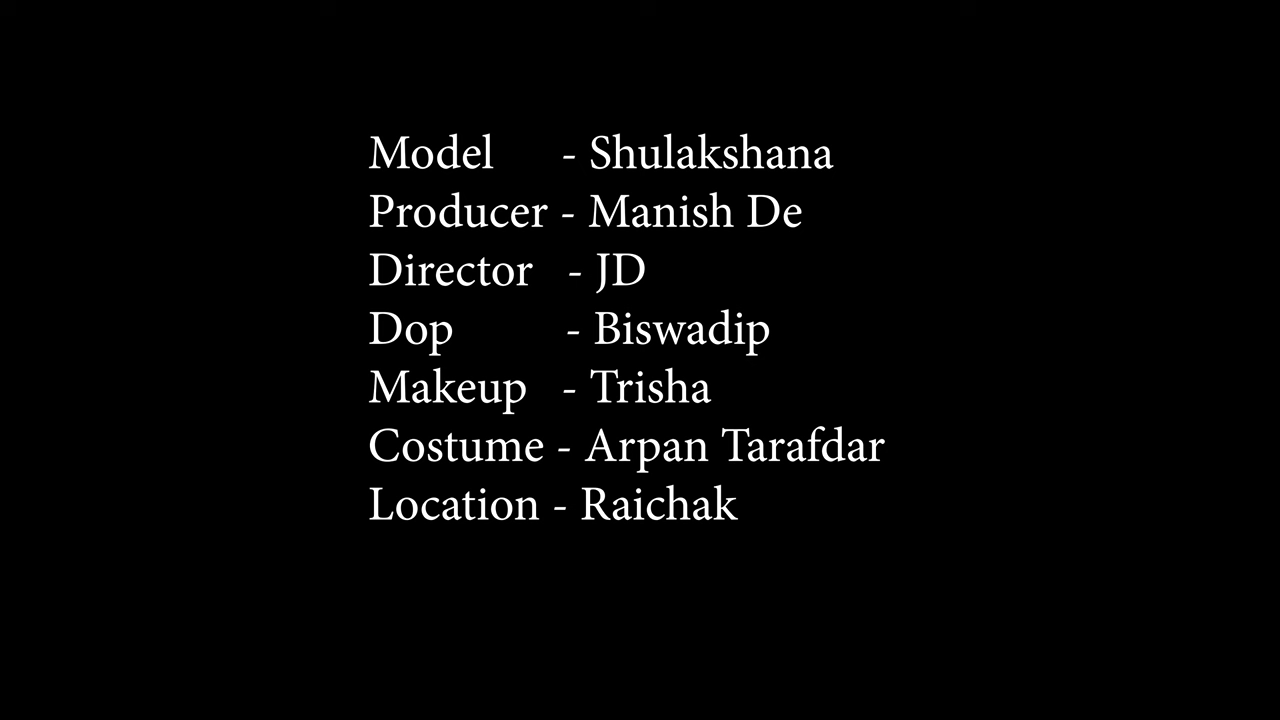 Model - Shulakshana
Producer - Manish De
Director - JD
Dop - Biswadip
Makeup - Trisha
Costume - Arpan Tarafdar
Location - Raichak